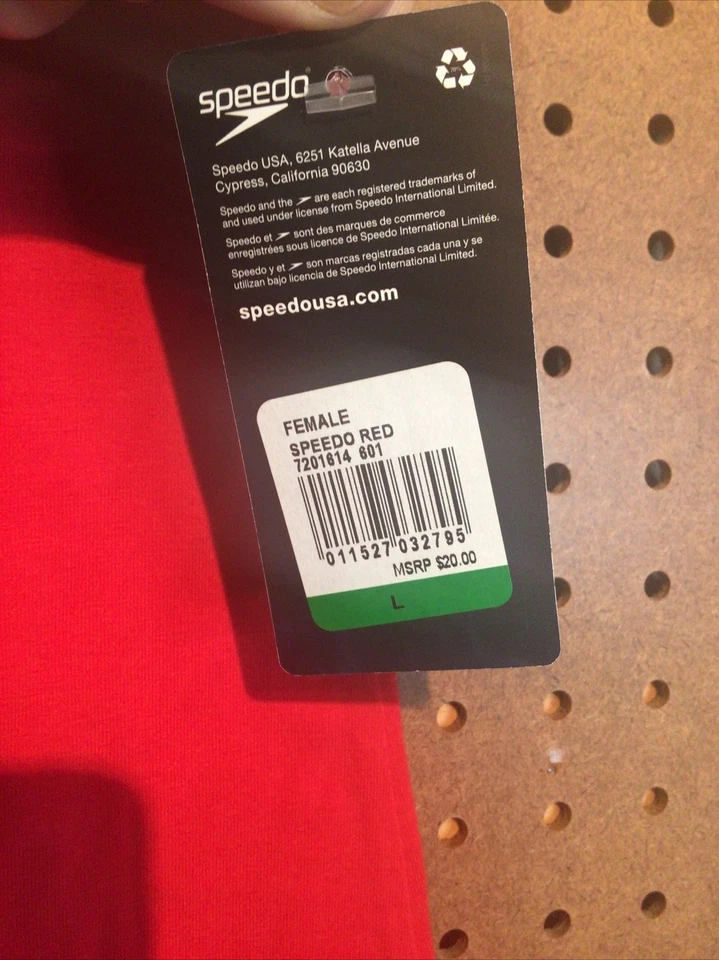 speedo
Speedo USA, 6251 Katella Avenue
Cypress, California 90630
Speedo and the are each registered trademarks of
and used under license from Speedo International Limited.
Speedo et sont des marques de commerce
enregistrées sous licence de Speedo International Limitée.
Speedo y et son marcas registradas cada una y se
utilizan bajo licencia de Speedo International Limited.
speedousa.com
FEMALE
SPEEDO RED
7201614 601
011527 032795
MSRP $20.00
L